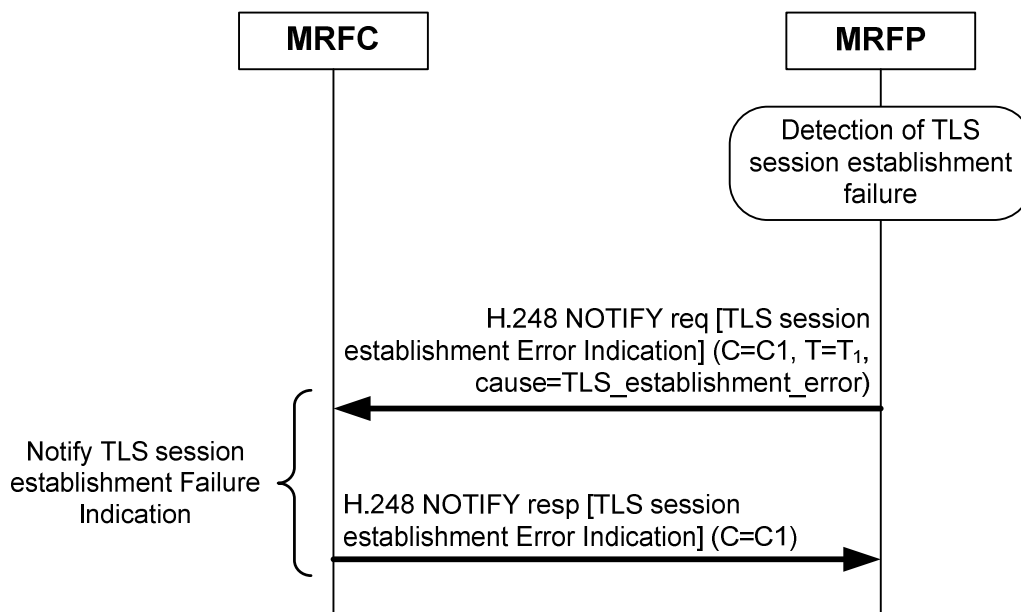 MRFC
MRFP
Detection of TLS
session establishment
failure
H.248 NOTIFY req [TLS session
establishment Error Indication] (C=C1, T=T₁,
cause=TLS_establishment_error)
Notify TLS session
establishment Failure
Indication
H.248 NOTIFY resp [TLS session
establishment Error Indication] (C=C1)